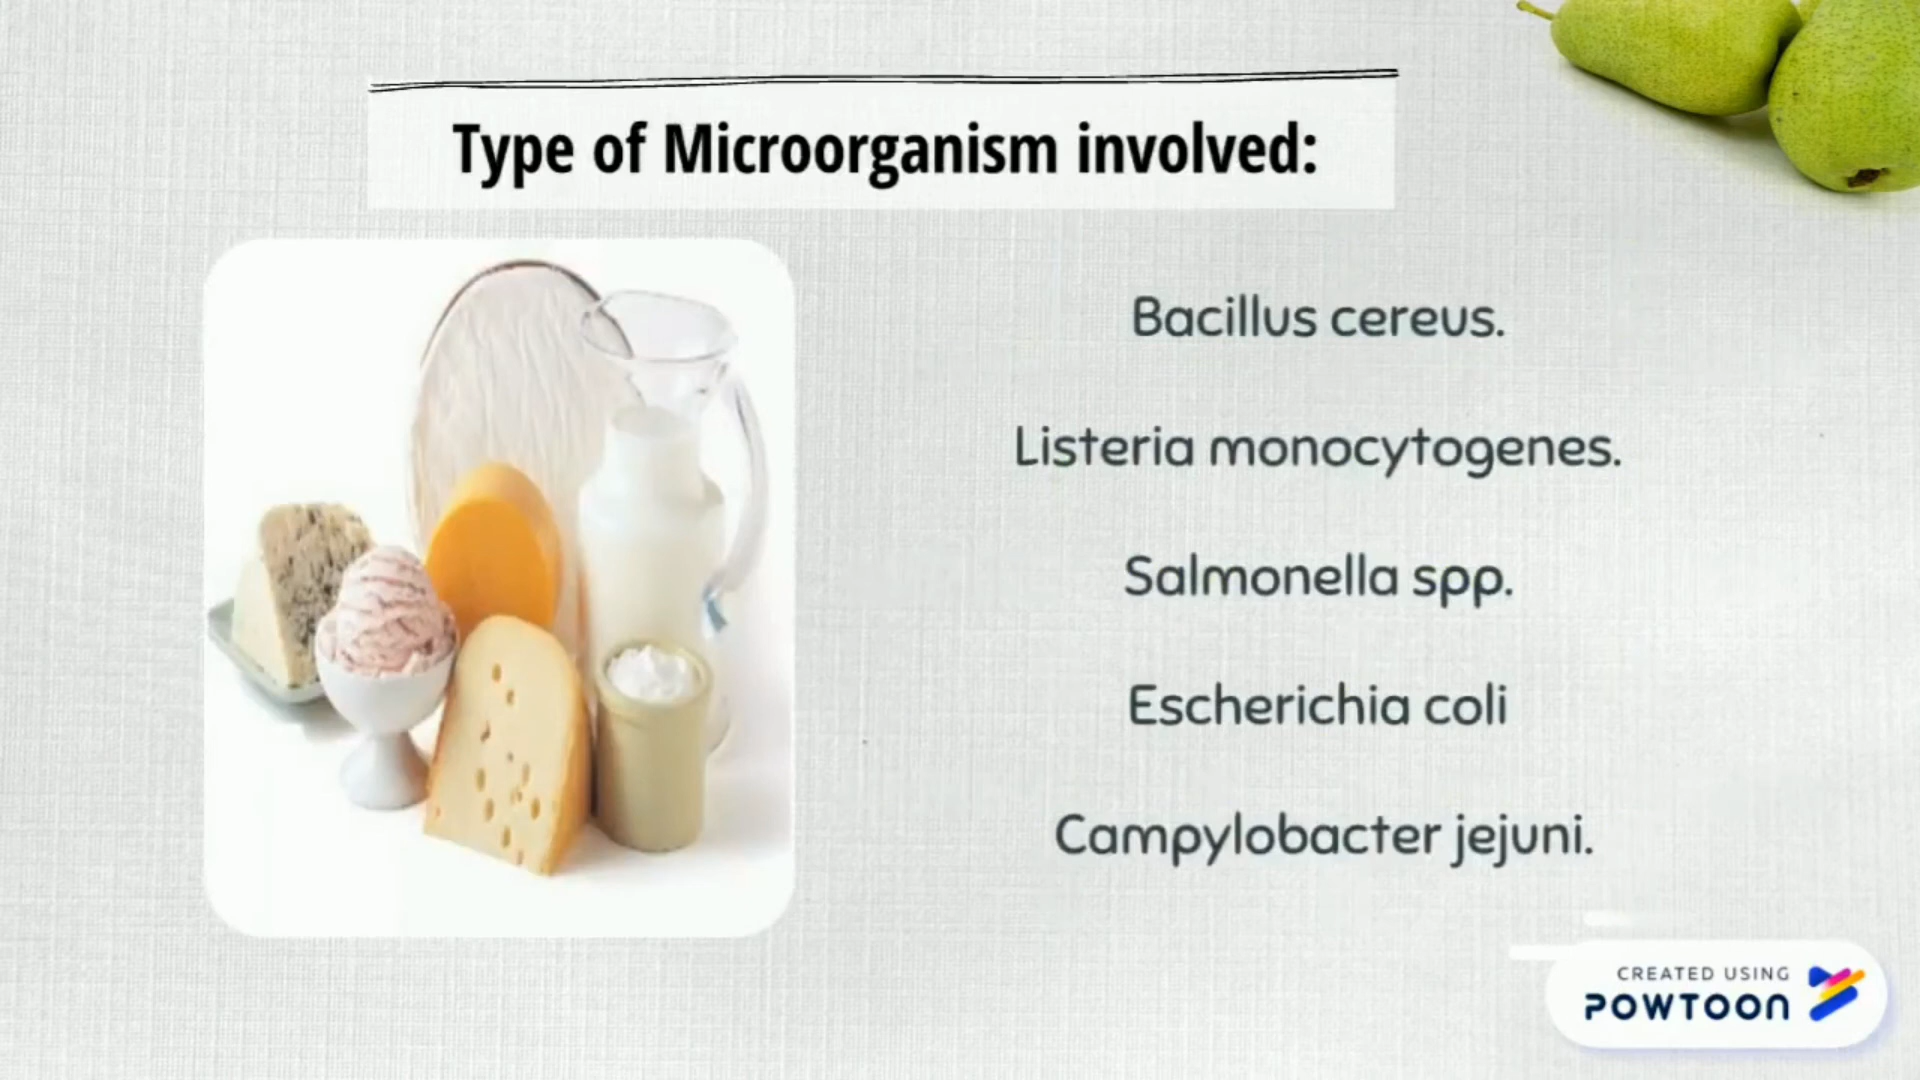 Type of Microorganism involved:
Bacillus cereus.
Listeria monocytogenes.
Salmonella spp.
Escherichia coli
Campylobacter jejuni.
CREATED USING
POWTOON